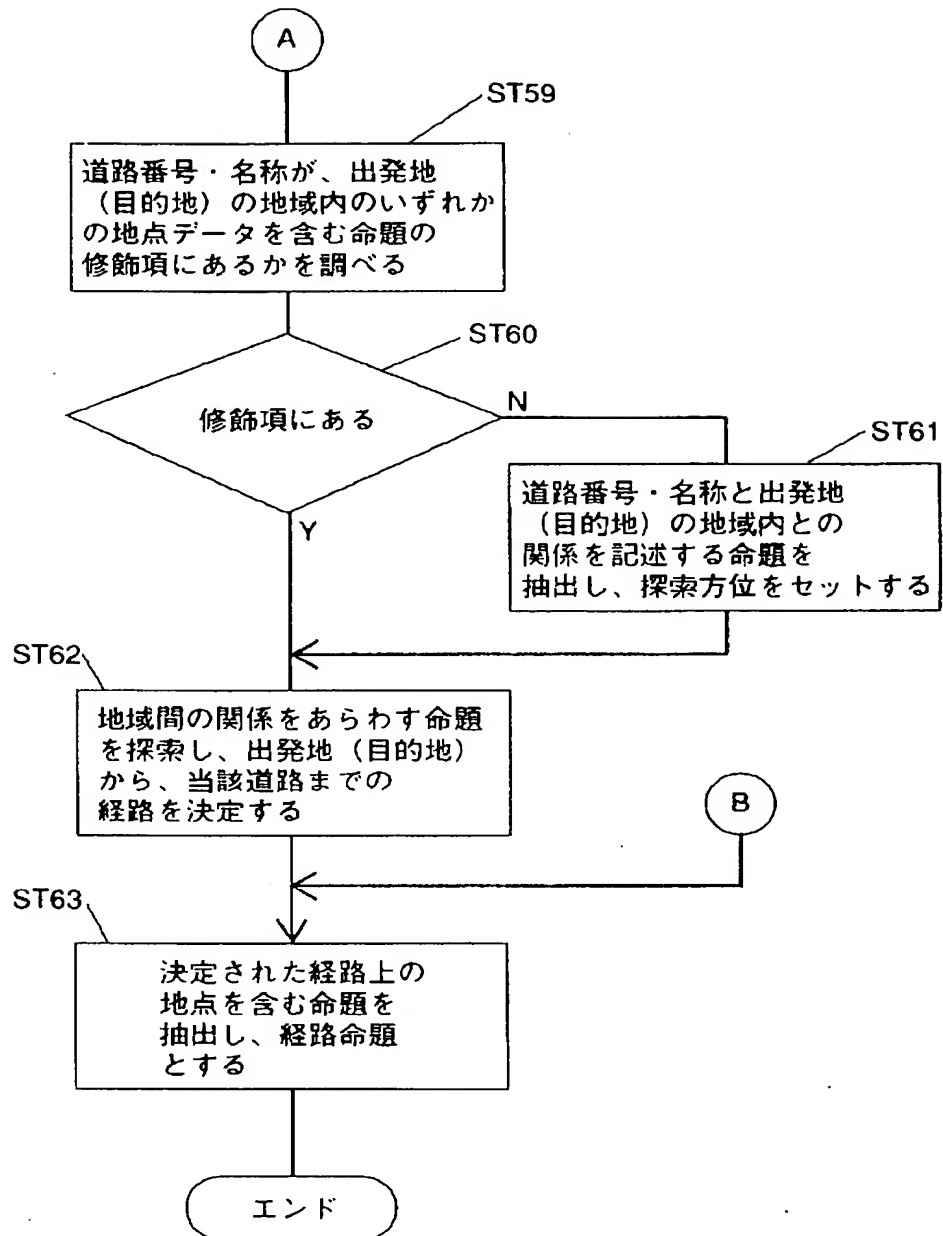 A
ST59
道路番号・名称が、出発地
(目的地)の地域内のいずれか
の地点データを含む命題の
修飾項にあるかを調べる
ST60
修飾項にある
N
Y
ST61
道路番号・名称と出発地
(目的地)の地域内との
関係を記述する命題を
抽出し、探索方位をセットする
ST62
地域間の関係をあらわす命題
を探索し、出発地(目的地)
から、当該道路までの
経路を決定する
B
ST63
決定された経路上の
地点を含む命題を
抽出し、経路命題
とする
エンド